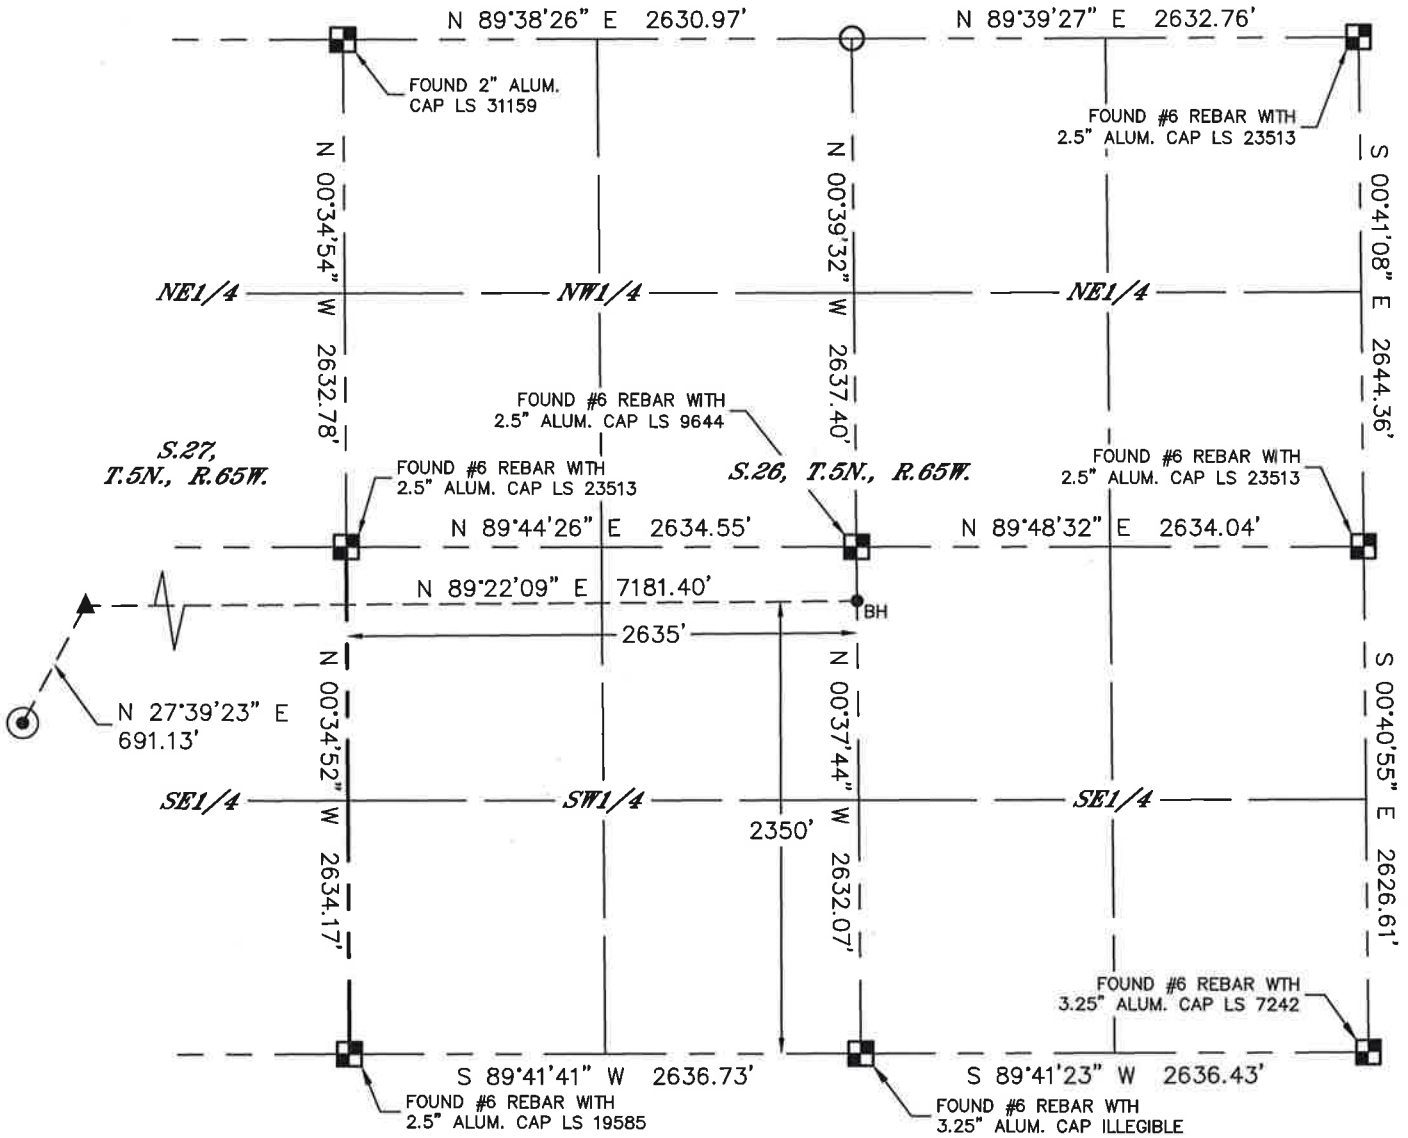 N 89°38'26" E 2630.97'
N 89°39'27" E 2632.76'
FOUND 2" ALUM.
CAP LS 31159
FOUND #6 REBAR WITH
2.5" ALUM. CAP LS 23513
N 00°34'54" W 2632.78'
N 00°39'32" W 2637.40'
S 00°41'08" E 2644.36'
NE1/4
NW1/4
NE1/4
FOUND #6 REBAR WITH
2.5" ALUM. CAP LS 9644
S.27,
T.5N., R.65W.
FOUND #6 REBAR WITH
2.5" ALUM. CAP LS 23513
S.26, T.5N., R.65W.
FOUND #6 REBAR WITH
2.5" ALUM. CAP LS 23513
N 89°44'26" E 2634.55'
N 89°48'32" E 2634.04'
N 89°22'09" E 7181.40'
BH
2635'
N 27°39'23" E
691.13'
N 00°34'52" W 2634.17'
N 00°37'44" W 2632.07'
S 00°40'55" E 2626.61'
SE1/4
SW1/4
SE1/4
2350'
FOUND #6 REBAR WTH
3.25" ALUM. CAP LS 7242
S 89°41'41" W 2636.73'
S 89°41'23" W 2636.43'
FOUND #6 REBAR WITH
2.5" ALUM. CAP LS 19585
FOUND #6 REBAR WTH
3.25" ALUM. CAP ILLEGIBLE